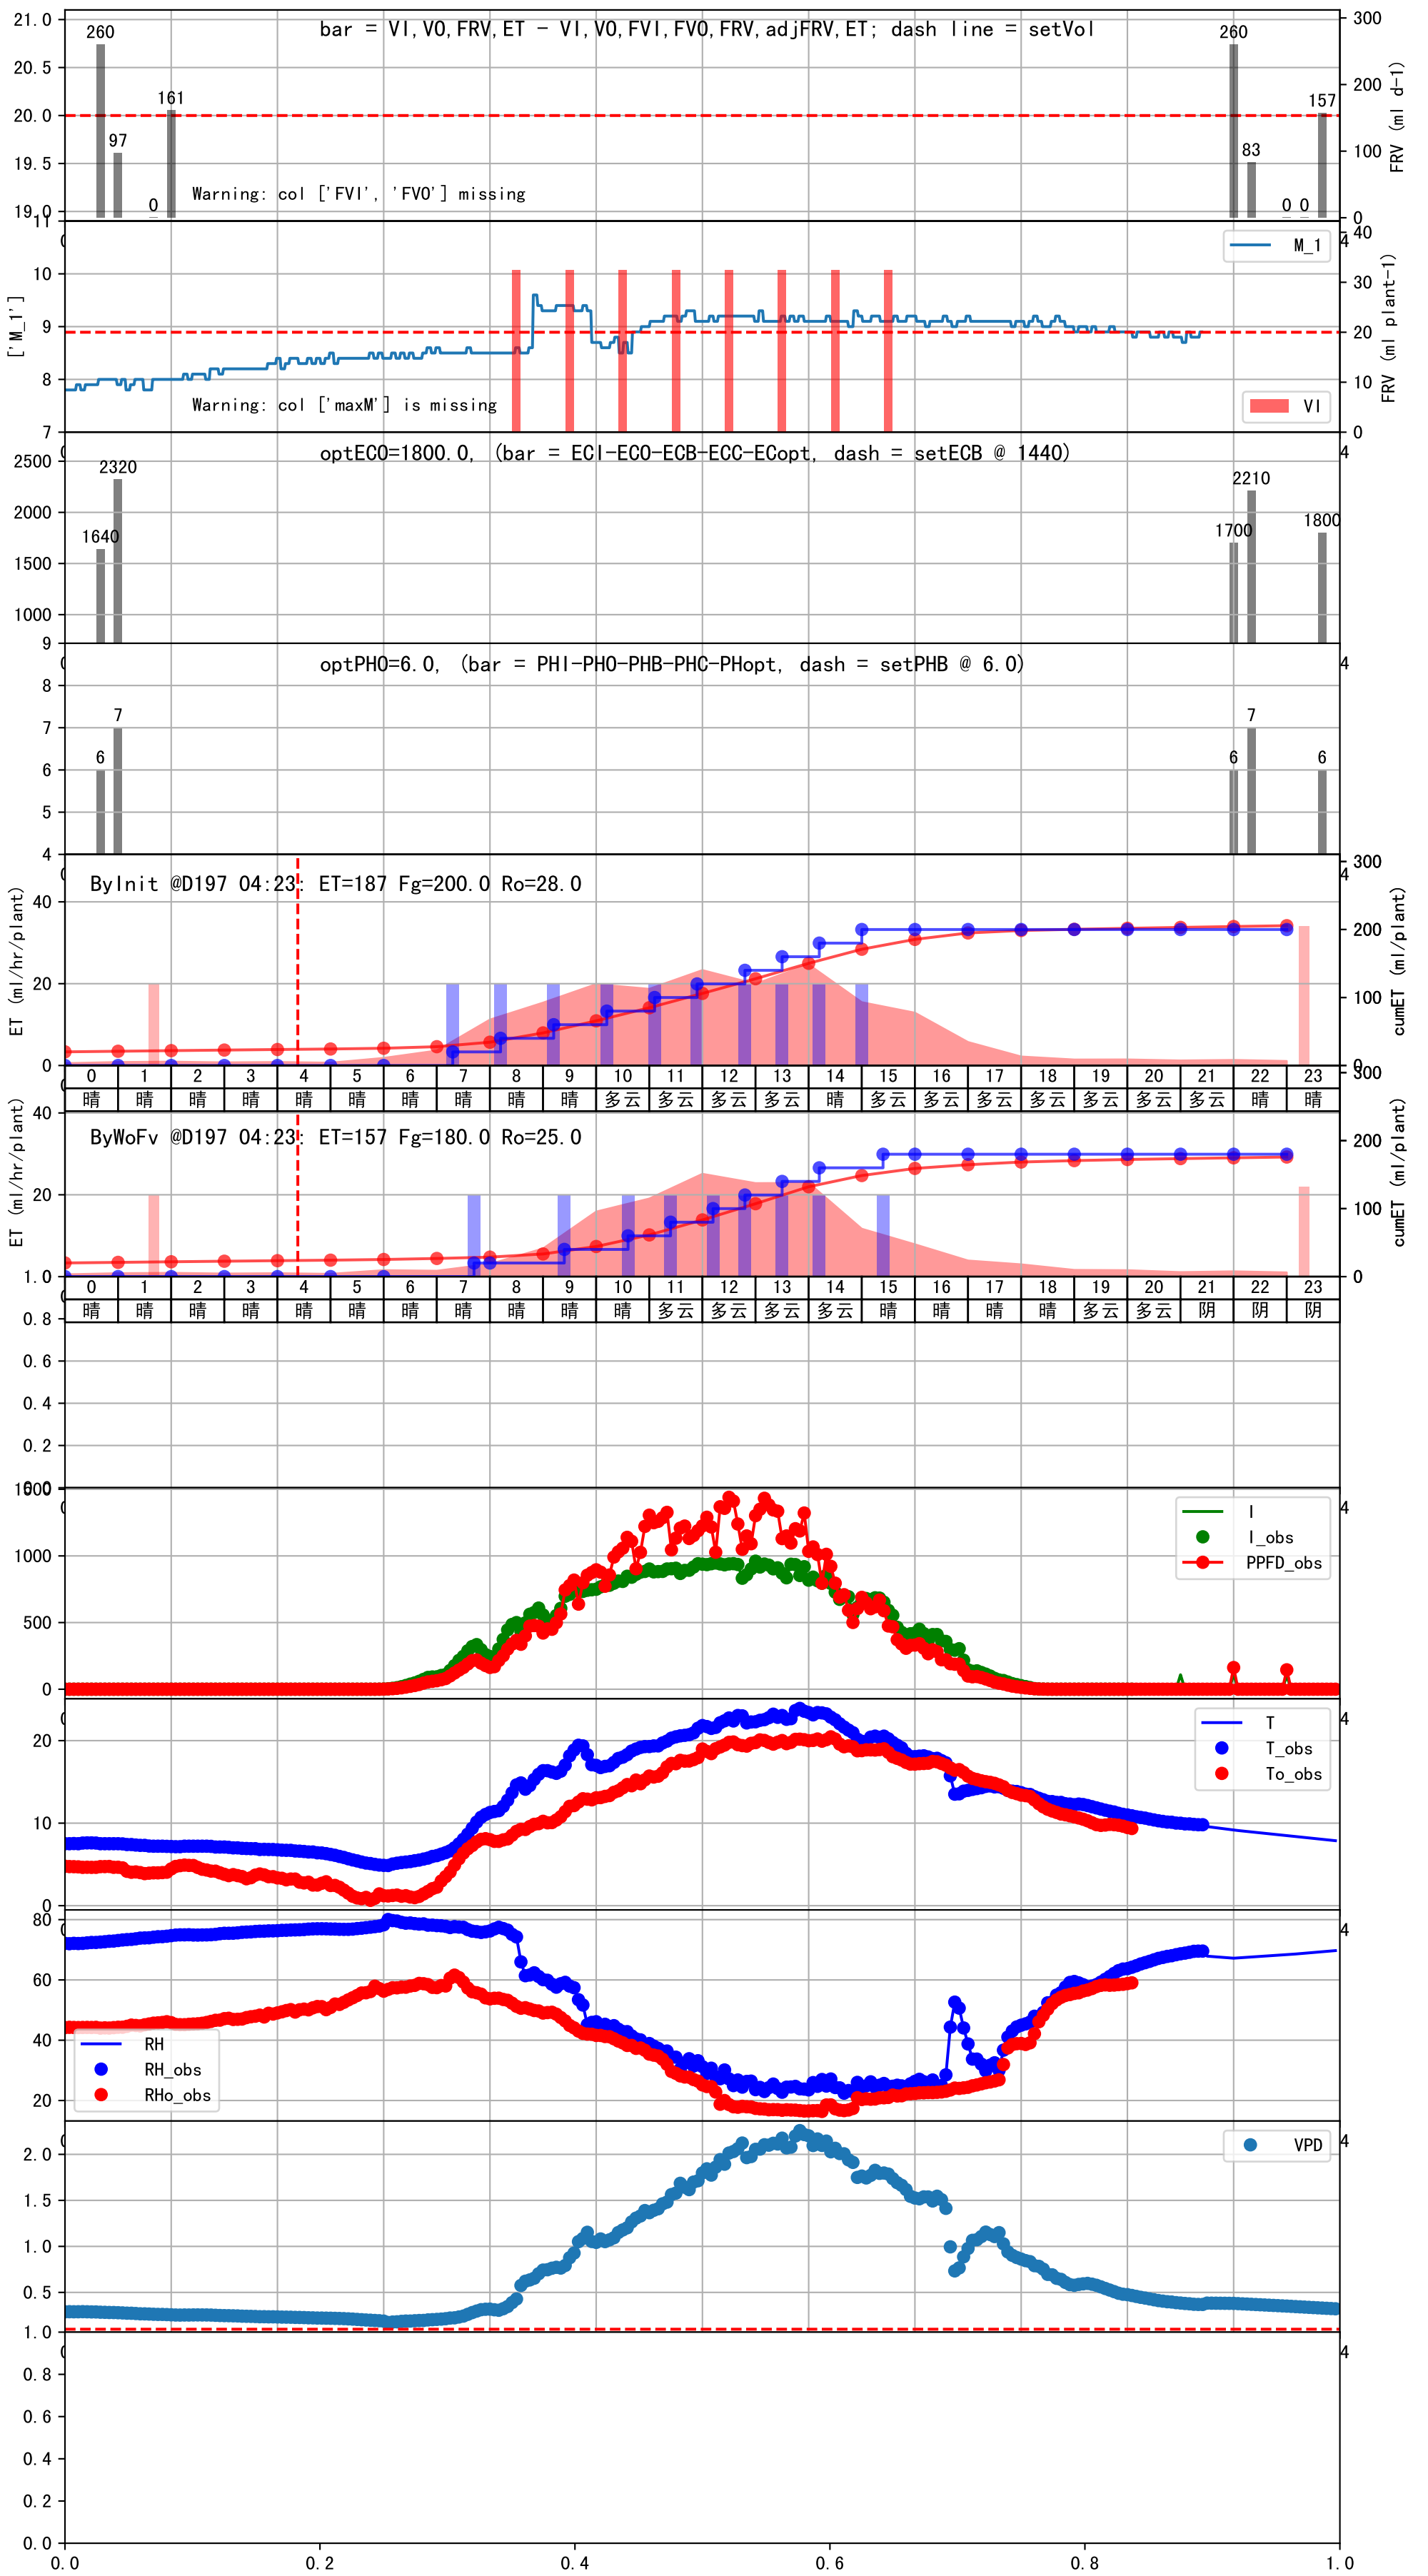 bar = VI,VO,FRV,ET - VI,VO,FVI,FVO,FRV,adjFRV,ET; dash line = setVol
21.0
20.5
20.0
19.5
19.0
260
97
0
161
260
83
0
0
157
300
200
100
0
FRV (ml d-1)
Warning: col ['FVI', 'FVO'] missing
['M_1']
11
10
9
8
7
M_1
VI
40
30
20
10
0
FRV (ml plant-1)
Warning: col ['maxM'] is missing
optECO=1800.0, (bar = ECI-ECO-ECB-ECC-ECopt, dash = setECB @ 1440)
2500
2000
1500
1000
1640
2320
1700
2210
1800
optPHO=6.0, (bar = PHI-PHO-PHB-PHC-PHopt, dash = setPHB @ 6.0)
9
8
7
6
5
4
6
7
6
7
6
ByInit @D197 04:23: ET=187 Fg=200.0 Ro=28.0
ET (ml/hr/plant)
40
20
0
300
200
100
0
cumET (ml/plant)
0 1 2 3 4 5 6 7 8 9 10 11 12 13 14 15 16 17 18 19 20 21 22 23
晴 晴 晴 晴 晴 晴 晴 晴 晴 晴 多云 多云 多云 多云 晴 多云 多云 多云 多云 多云 多云 多云 晴 晴
ByWoFv @D197 04:23: ET=157 Fg=180.0 Ro=25.0
ET (ml/hr/plant)
40
20
300
200
100
0
cumET (ml/plant)
0 1 2 3 4 5 6 7 8 9 10 11 12 13 14 15 16 17 18 19 20 21 22 23
晴 晴 晴 晴 晴 晴 晴 晴 晴 晴 晴 多云 多云 多云 多云 晴 晴 晴 晴 多云 多云 阴 阴 阴
1.0
0.8
0.6
0.4
0.2
1000
500
0
I
I_obs
PPFD_obs
20
10
0
T
T_obs
To_obs
80
60
40
20
RH
RH_obs
RHo_obs
2.0
1.5
1.0
0.5
VPD
1.0
0.8
0.6
0.4
0.2
0.0
0.0 0.2 0.4 0.6 0.8 1.0